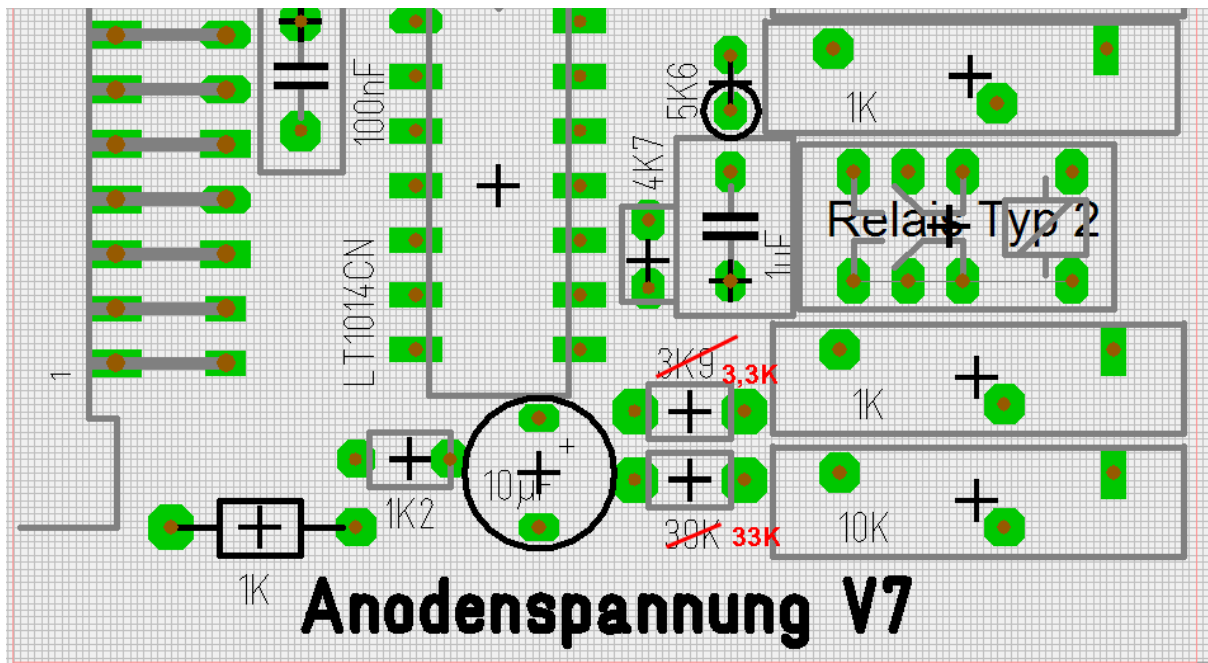 100nF
5K6
1K
4K7
Relais Typ 2
1uF
LT1014CN
1
3K9 3,3K
1K
+
10µF
1K2
39K 33K
10K
1K
Anodenspannung V7